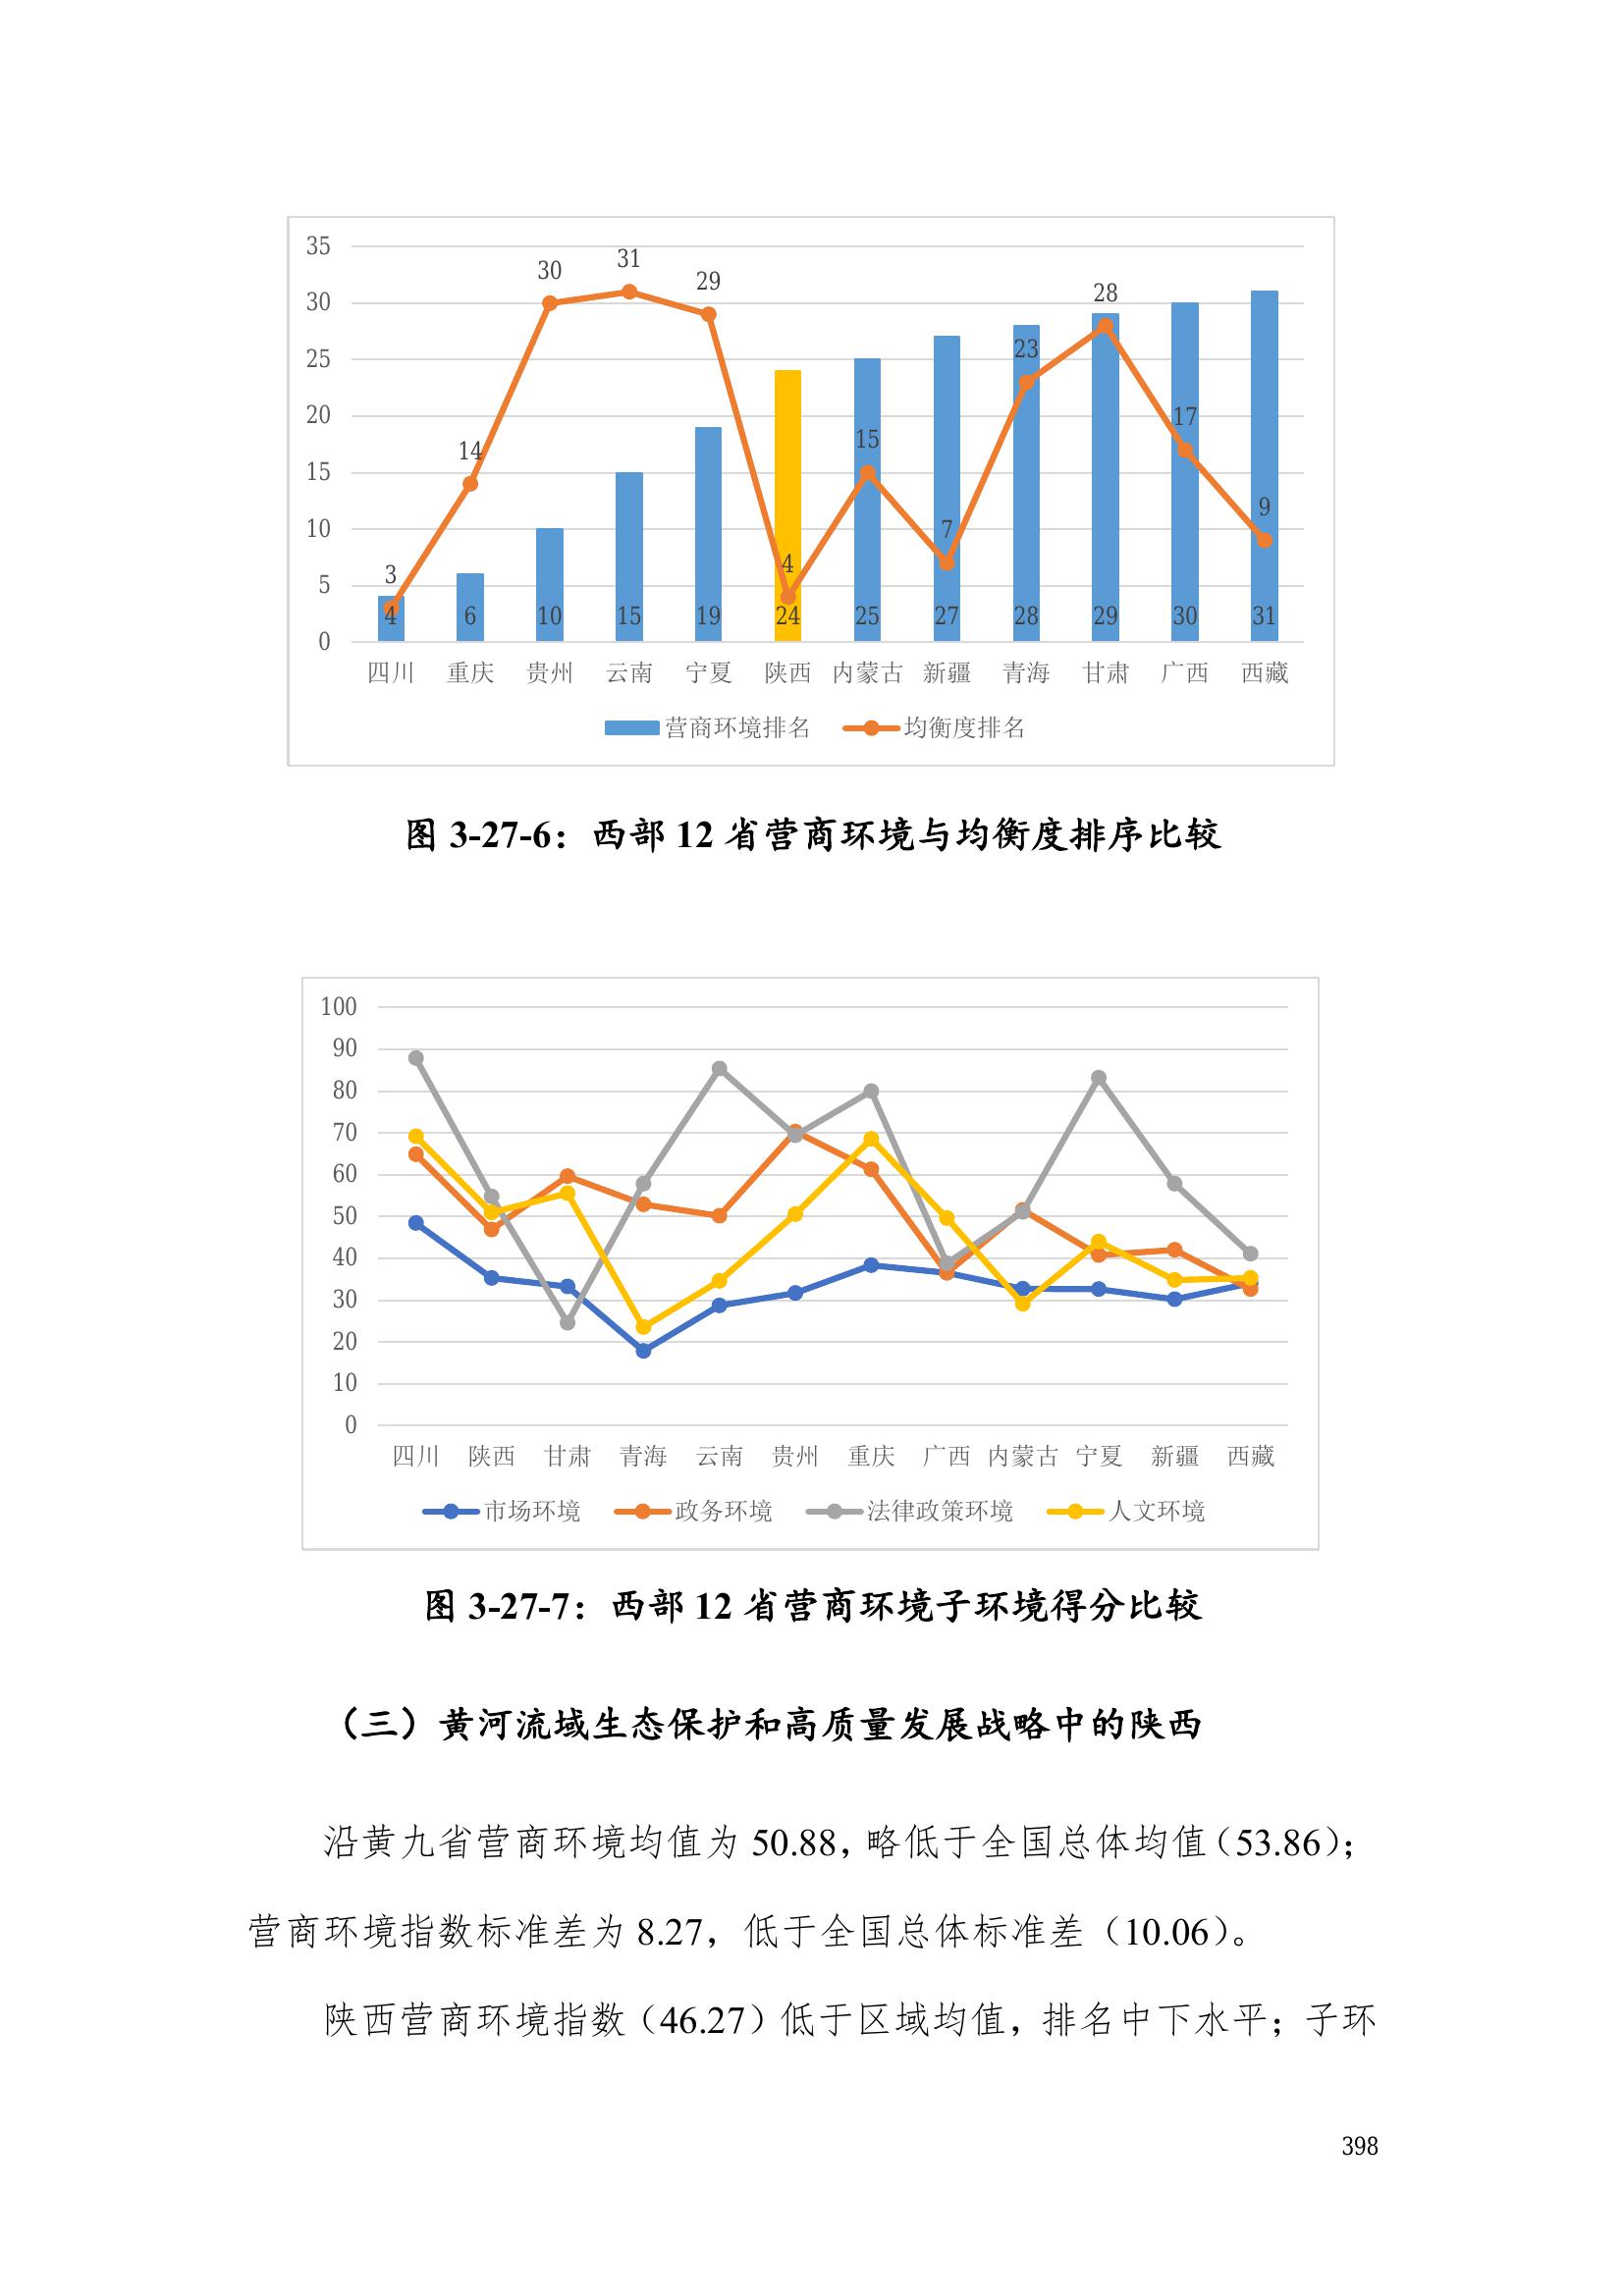 35
30
25
20
15
10
5
0
3 14 30 31 29 4 15 7 23 28 17 9
4 6 10 15 19 24 25 27 28 29 30 31
四川 重庆 贵州 云南 宁夏 陕西 内蒙古 新疆 青海 甘肃 广西 西藏
营商环境排名 均衡度排名
图 3-27-6：西部 12 省营商环境与均衡度排序比较
100
90
80
70
60
50
40
30
20
10
0
四川 陕西 甘肃 青海 云南 贵州 重庆 广西 内蒙古 宁夏 新疆 西藏
市场环境 政务环境 法律政策环境 人文环境
图 3-27-7：西部 12 省营商环境子环境得分比较
（三）黄河流域生态保护和高质量发展战略中的陕西
沿黄九省营商环境均值为 50.88，略低于全国总体均值（53.86）；
营商环境指数标准差为 8.27，低于全国总体标准差（10.06）。
陕西营商环境指数（46.27）低于区域均值，排名中下水平；子环
398